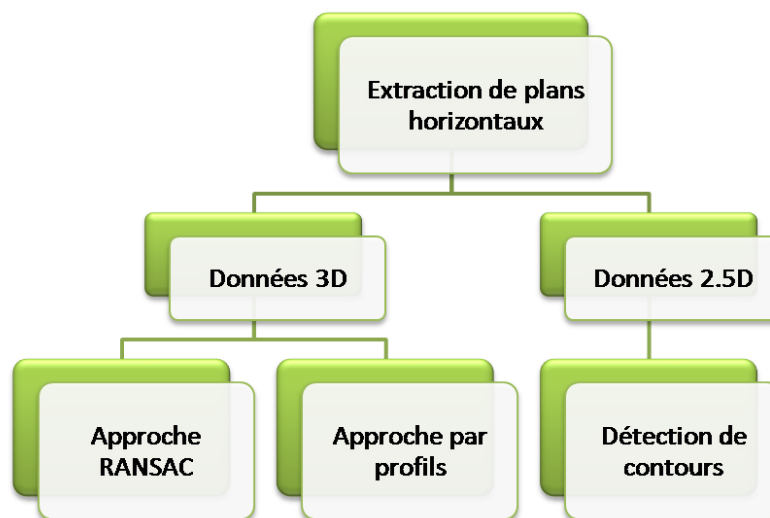 Extraction de plans
horizontaux
Données 3D
Données 2.5D
Approche
RANSAC
Approche par
profils
Détection de
contours